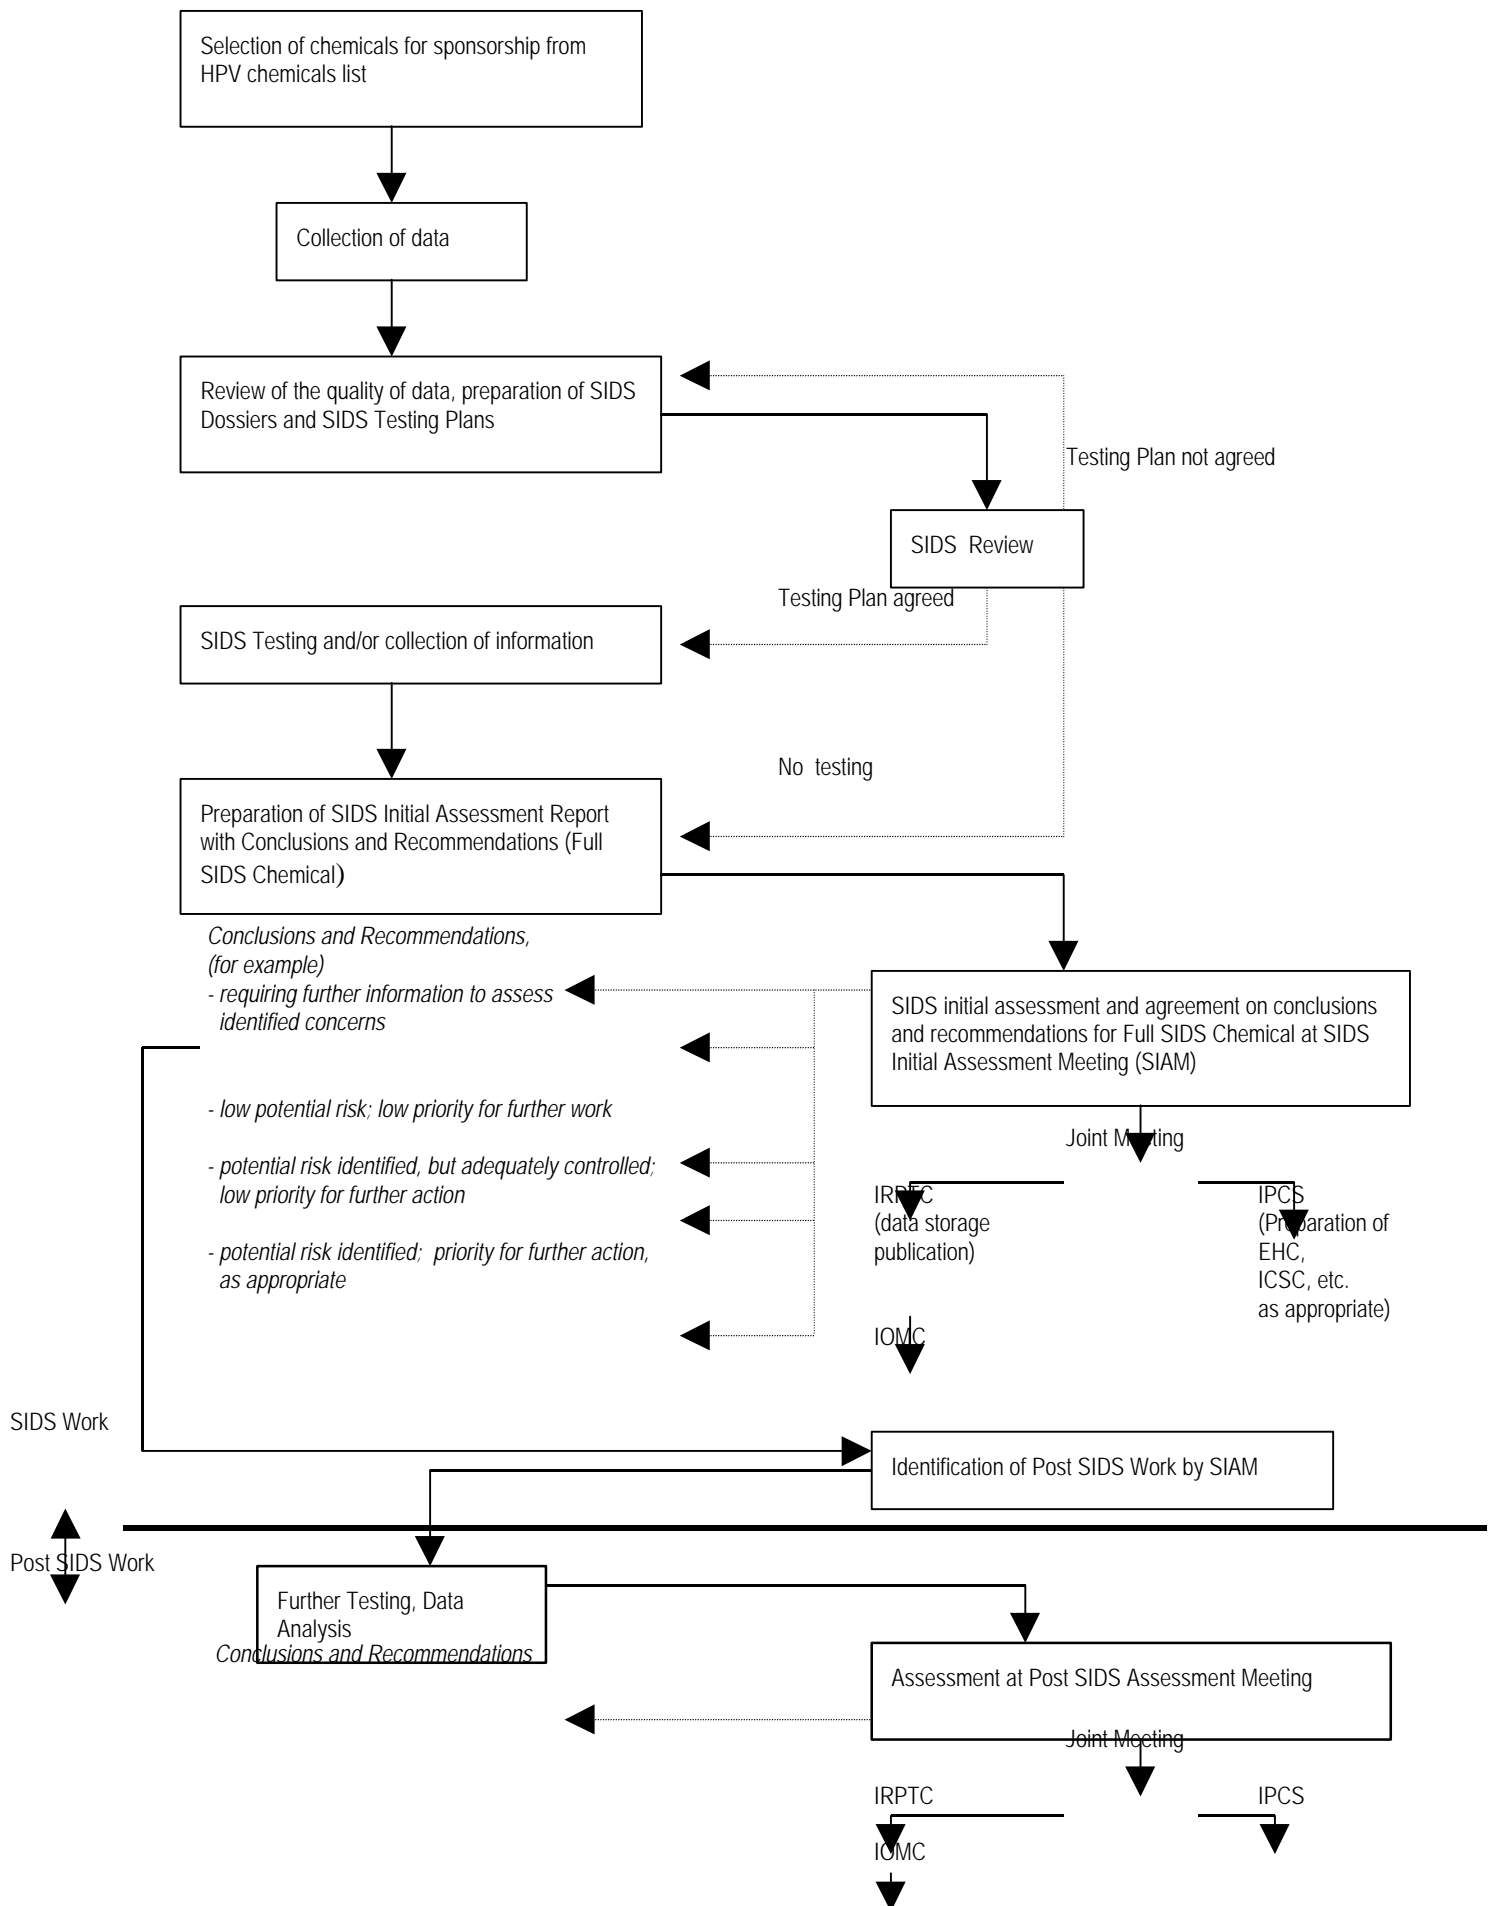 Selection of chemicals for sponsorship from
HPV chemicals list
Collection of data
Review of the quality of data, preparation of SIDS
Dossiers and SIDS Testing Plans
Testing Plan not agreed
SIDS Review
Testing Plan agreed
SIDS Testing and/or collection of information
No testing
Preparation of SIDS Initial Assessment Report
with Conclusions and Recommendations (Full
SIDS Chemical)
Conclusions and Recommendations,
(for example)
- requiring further information to assess
identified concerns
SIDS initial assessment and agreement on conclusions
and recommendations for Full SIDS Chemical at SIDS
Initial Assessment Meeting (SIAM)
- low potential risk; low priority for further work
- potential risk identified, but adequately controlled;
low priority for further action
- potential risk identified; priority for further action,
as appropriate
Joint Meeting
IRPTC
(data storage
publication)
IPCS
(Preparation of
EHC,
ICSC, etc.
as appropriate)
IOMC
SIDS Work
Identification of Post SIDS Work by SIAM
Post SIDS Work
Further Testing, Data
Analysis
Conclusions and Recommendations
Assessment at Post SIDS Assessment Meeting
Joint Meeting
IRPTC
IPCS
IOMC